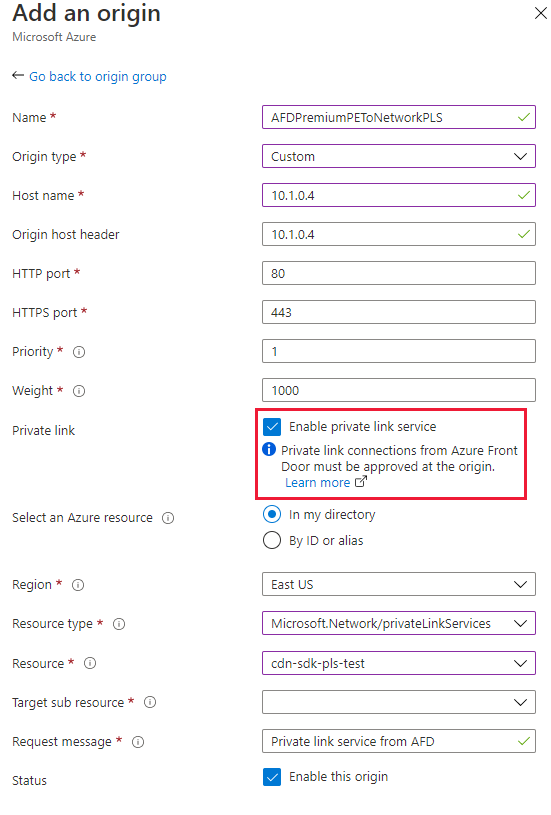 Add an origin
Microsoft Azure
Go back to origin group
Name *
AFDPremiumPEToNetworkPLS
Origin type *
Custom
Host name *
10.1.0.4
Origin host header
10.1.0.4
HTTP port *
80
HTTPS port *
443
Priority *
1
Weight *
1000
Private link
Enable private link service
Private link connections from Azure Front
Door must be approved at the origin.
Learn more
Select an Azure resource
In my directory
By ID or alias
Region *
East US
Resource type *
Microsoft.Network/privateLinkServices
Resource *
cdn-sdk-pls-test
Target sub resource *
Request message *
Private link service from AFD
Status
Enable this origin